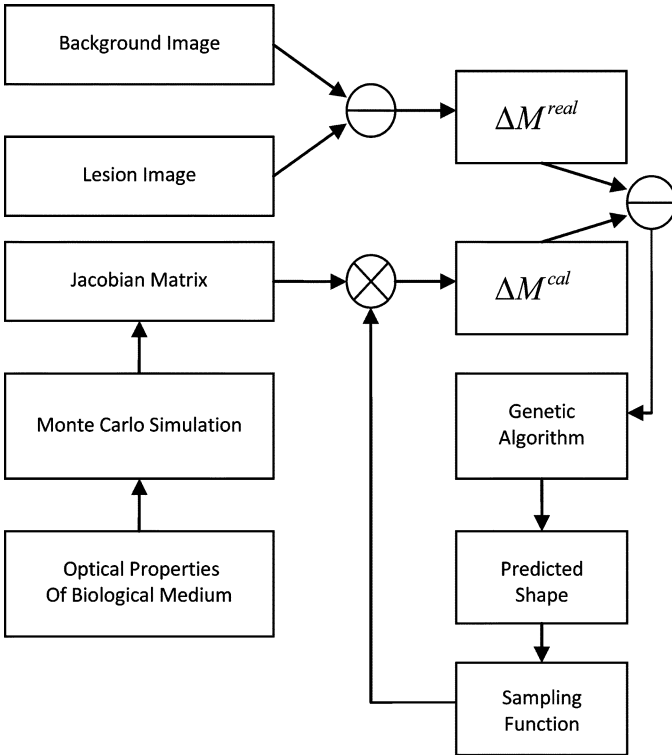 Background Image
Lesion Image
ΔM^real
Jacobian Matrix
ΔM^cal
Monte Carlo Simulation
Genetic
Algorithm
Optical Properties
Of Biological Medium
Predicted
Shape
Sampling
Function